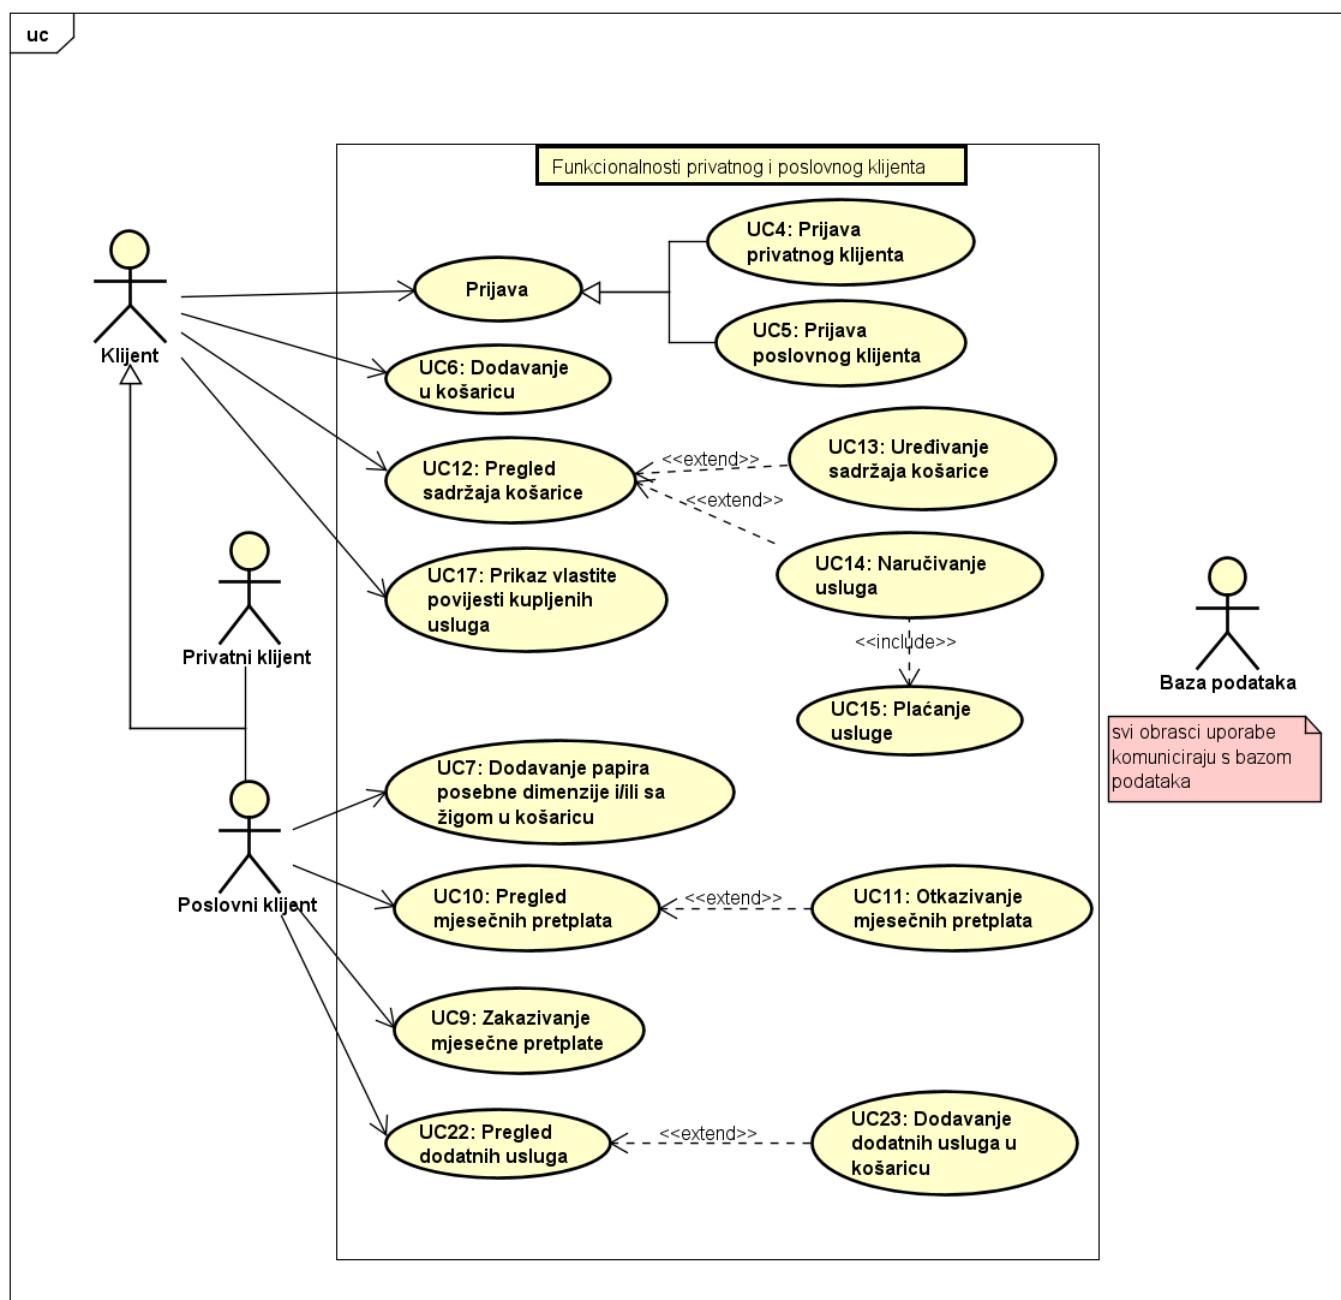 uc
Funkcionalnosti privatnog i poslovnog klijenta
UC4: Prijava
privatnog klijenta
Prijava
UC5: Prijava
poslovnog klijenta
Klijent
UC6: Dodavanje
u košaricu
UC12: Pregled
sadržaja košarice
<<extend>>
UC13: Uređivanje
sadržaja košarice
<<extend>>
UC14: Naručivanje
usluga
UC17: Prikaz vlastite
povijesti kupljenih
usluga
Privatni klijent
<<include>>
UC15: Plaćanje
usluge
Baza podataka
svi obrasci uporabe
komuniciraju s bazom
podataka
UC7: Dodavanje papira
posebne dimenzije i/ili sa
žigom u košaricu
Poslovni klijent
UC10: Pregled
mjesečnih pretplata
<<extend>>
UC11: Otkazivanje
mjesečnih pretplata
UC9: Zakazivanje
mjesečne pretplate
UC22: Pregled
dodatnih usluga
<<extend>>
UC23: Dodavanje
dodatnih usluga u
košaricu